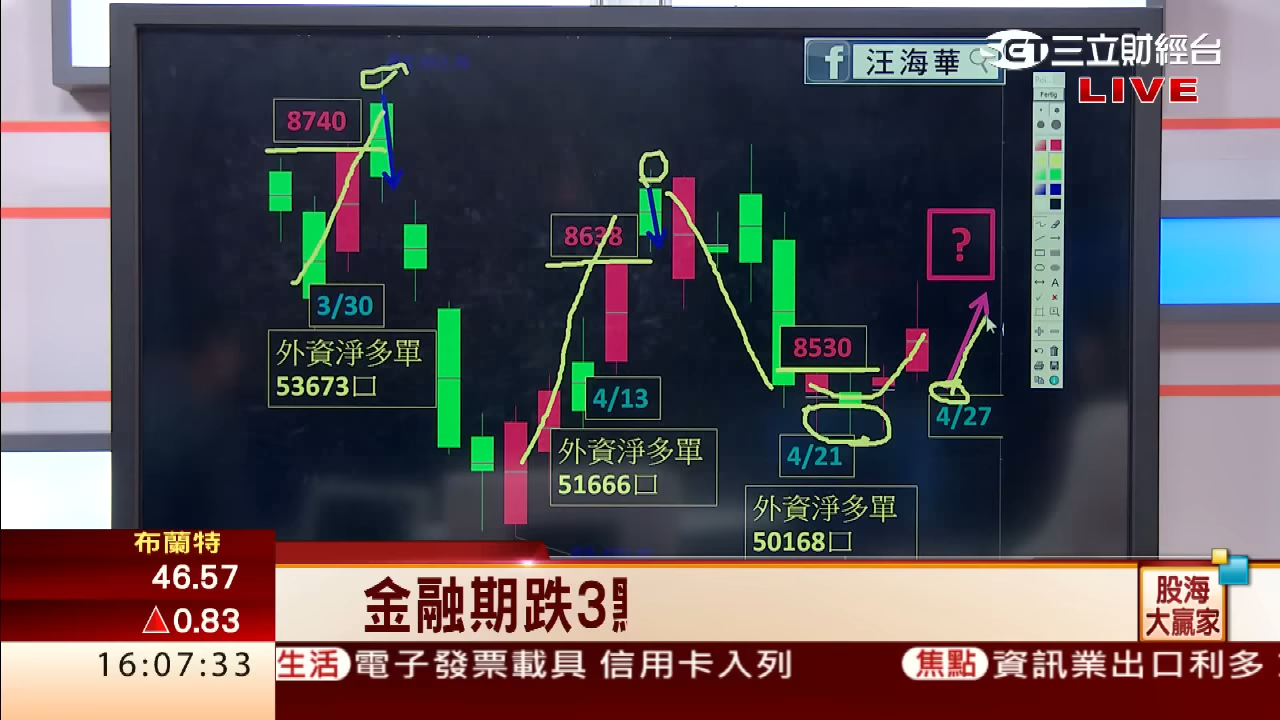 汪海華
三立財經台
LIVE
Fertig
8740
3/30
外資淨多單
53673口
8638
4/13
外資淨多單
51666口
8530
4/21
外資淨多單
50168口
?
4/27
布蘭特
46.57
△0.83
16:07:33
金融期跌3點
股海
大贏家
生活 電子發票載具 信用卡入列
焦點 資訊業出口利多